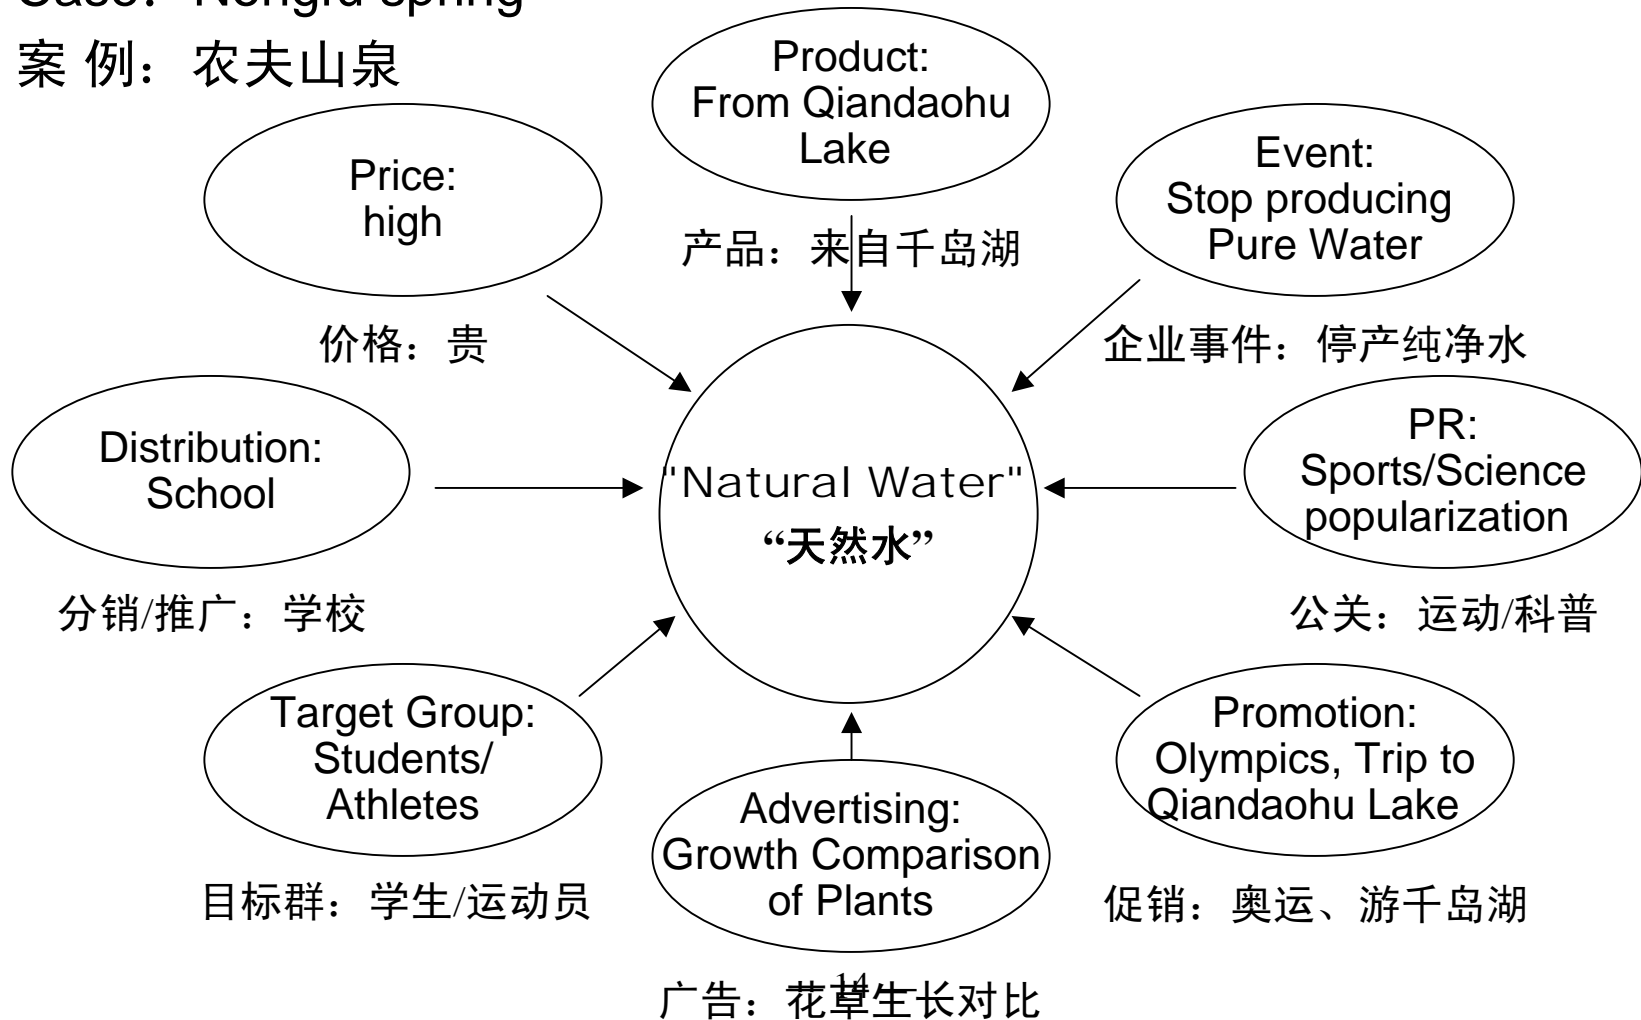 Case: Nongfu spring
案 例：农夫山泉
Product:
From Qiandaohu
Lake
产品：来自千岛湖
Price:
high
价格：贵
Event:
Stop producing
Pure Water
企业事件：停产纯净水
Distribution:
School
分销/推广：学校
"Natural Water"
“天然水”
PR:
Sports/Science
popularization
公关：运动/科普
Target Group:
Students/
Athletes
目标群：学生/运动员
Advertising:
Growth Comparison
of Plants
广告：花草生长对比
Promotion:
Olympics, Trip to
Qiandaohu Lake
促销：奥运、游千岛湖
— 14 —